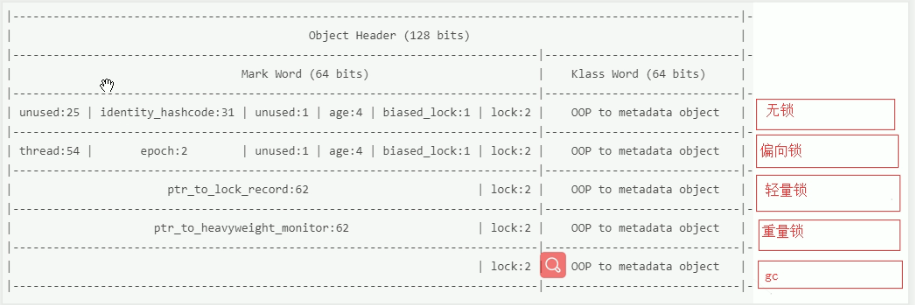 Object Header (128 bits)
Mark Word (64 bits) | Klass Word (64 bits)
unused:25 | identity_hashcode:31 | unused:1 | age:4 | biased_lock:1 | lock:2 | OOP to metadata object 无锁
thread:54 | epoch:2 | unused:1 | age:4 | biased_lock:1 | lock:2 | OOP to metadata object 偏向锁
ptr_to_lock_record:62 | lock:2 | OOP to metadata object 轻量锁
ptr_to_heavyweight_monitor:62 | lock:2 | OOP to metadata object 重量锁
| lock:2 | OOP to metadata object gc